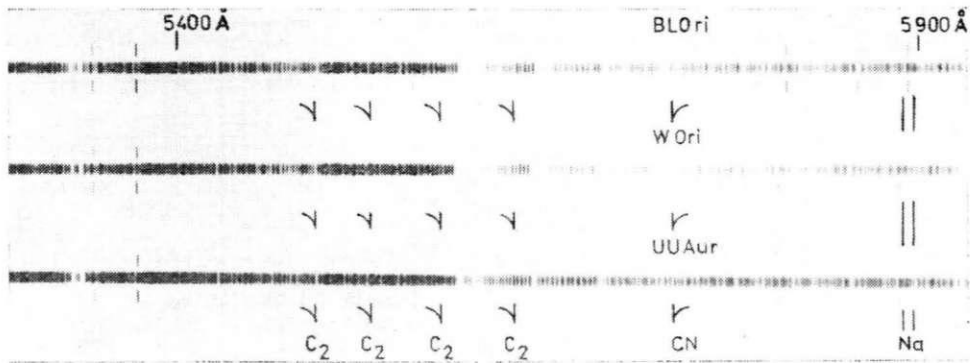 5400 Å BL Ori 5900 Å
W Ori
UU Aur
C₂ C₂ C₂ C₂ CN Na